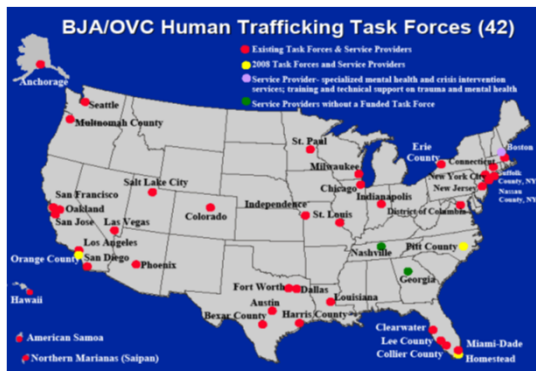 BJA/OVC Human Trafficking Task Forces (42)
Existing Task Forces & Service Providers
2008 Task Forces and Service Providers
Service Provider- specialized mental health and crisis intervention
services; training and technical support on trauma and mental health
Service Providers without a Funded Task Force
Anchorage
Seattle
Multnomah County
St. Paul
Milwaukee
Chicago
Erie
County
Boston
Connecticut
New York City
Suffolk
County, NY
New Jersey
Nassau
County, NY
Salt Lake City
San Francisco
Oakland
San Jose
Las Vegas
Colorado
Independence
St. Louis
Indianapolis
District of Columbia
Los Angeles
Orange County
San Diego
Phoenix
Nashville
Pitt County
Georgia
Hawaii
Fort Worth
Dallas
Austin
Bexar County
Harris County
Louisiana
Clearwater
Lee County
Collier County
Miami-Dade
Homestead
American Samoa
Northern Marianas (Saipan)